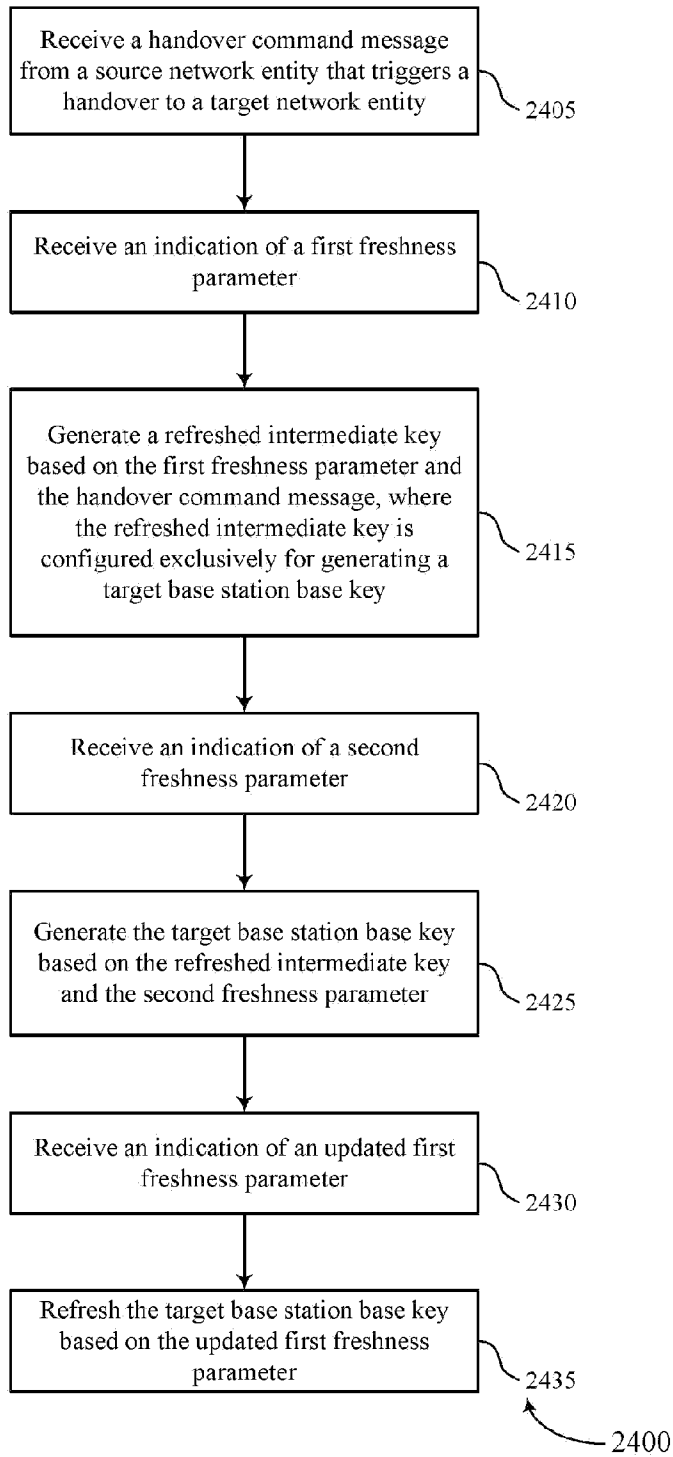 Receive a handover command message
from a source network entity that triggers a
handover to a target network entity
2405
Receive an indication of a first freshness
parameter
2410
Generate a refreshed intermediate key
based on the first freshness parameter and
the handover command message, where
the refreshed intermediate key is
configured exclusively for generating a
target base station base key
2415
Receive an indication of a second
freshness parameter
2420
Generate the target base station base key
based on the refreshed intermediate key
and the second freshness parameter
2425
Receive an indication of an updated first
freshness parameter
2430
Refresh the target base station base key
based on the updated first freshness
parameter
2435
2400